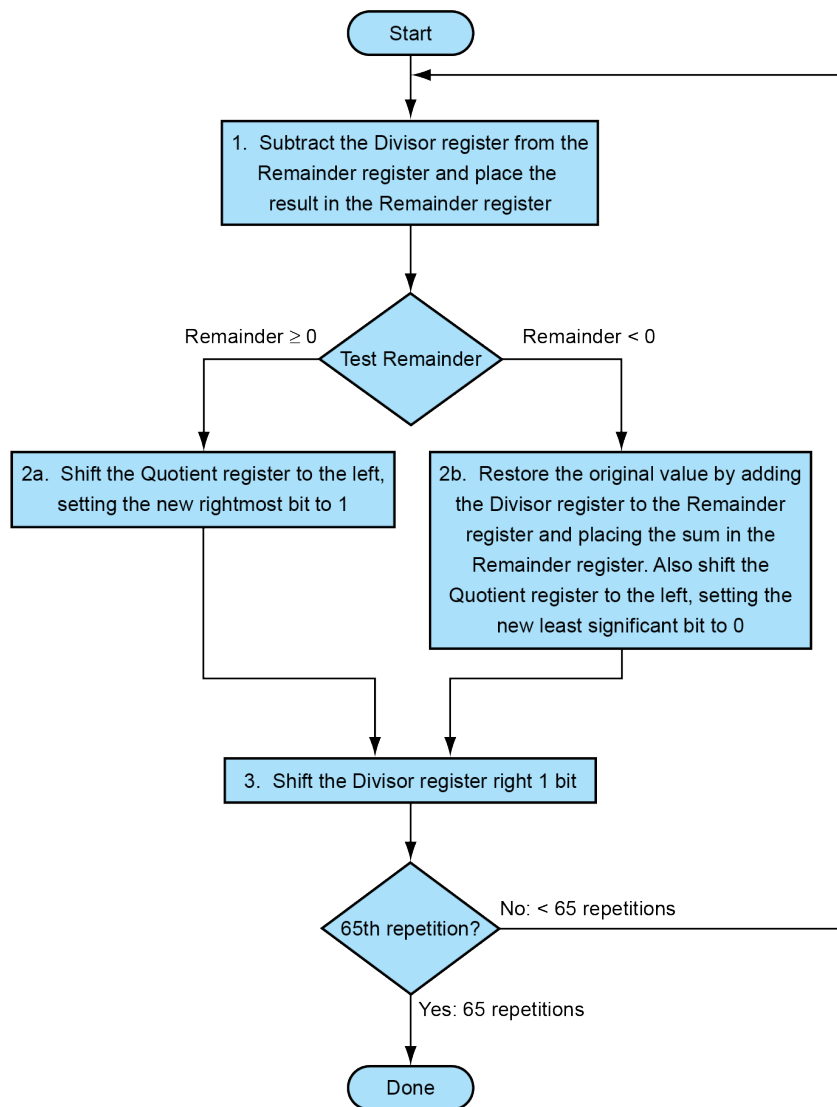 Start
1. Subtract the Divisor register from the
Remainder register and place the
result in the Remainder register
Remainder ≥ 0
Remainder < 0
Test Remainder
2a. Shift the Quotient register to the left,
setting the new rightmost bit to 1
2b. Restore the original value by adding
the Divisor register to the Remainder
register and placing the sum in the
Remainder register. Also shift the
Quotient register to the left, setting the
new least significant bit to 0
3. Shift the Divisor register right 1 bit
65th repetition?
No: < 65 repetitions
Yes: 65 repetitions
Done